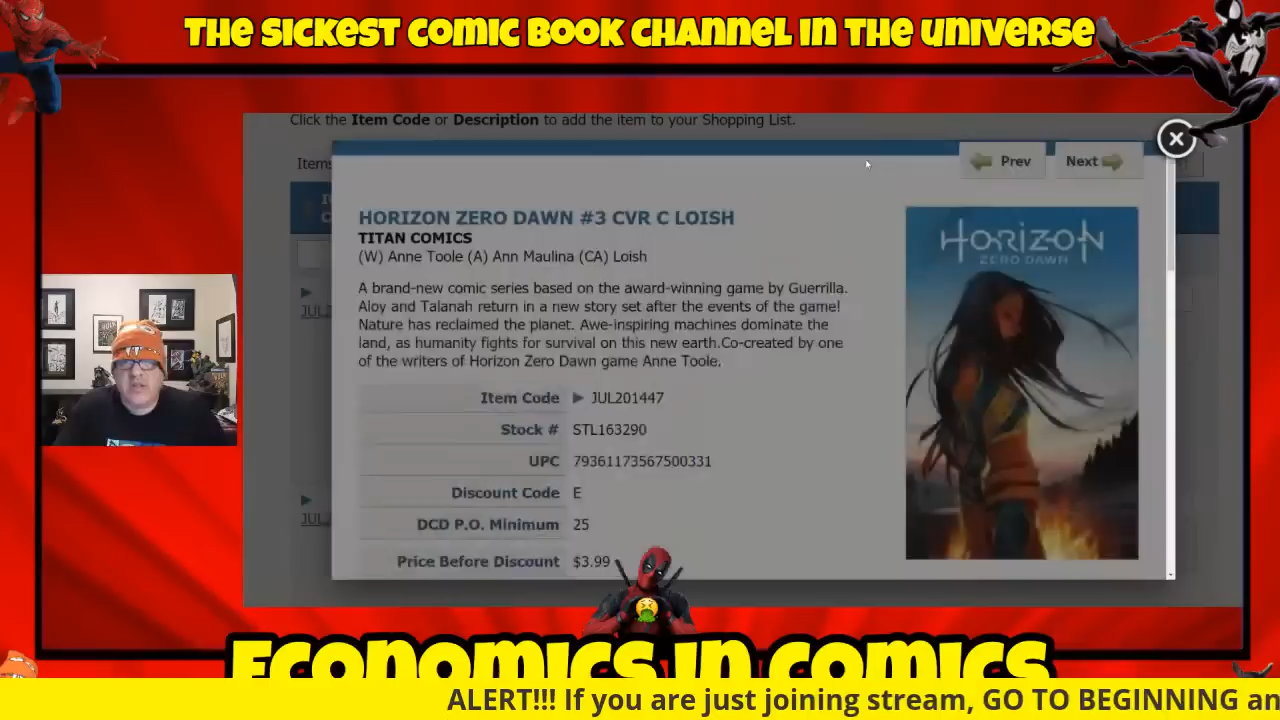 THE SICKEST COMIC BOOK CHANNEL IN THE UNIVERSE
Click the Item Code or Description to add the item to your Shopping List.
Items
Prev
Next
HORIZON ZERO DAWN #3 CVR C LOISH
TITAN COMICS
(W) Anne Toole (A) Ann Maulina (CA) Loish
A brand-new comic series based on the award-winning game by Guerrilla.
Aloy and Talanah return in a new story set after the events of the game!
Nature has reclaimed the planet. Awe-inspiring machines dominate the
land, as humanity fights for survival on this new earth.Co-created by one
of the writers of Horizon Zero Dawn game Anne Toole.
Item Code ▶ JUL201447
Stock # STL163290
UPC 79361173567500331
Discount Code E
DCD P.O. Minimum 25
Price Before Discount $3.99
HORIZON
ZERO DAWN
ECONOMICS IN COMICS
ALERT!!! If you are just joining stream, GO TO BEGINNING an